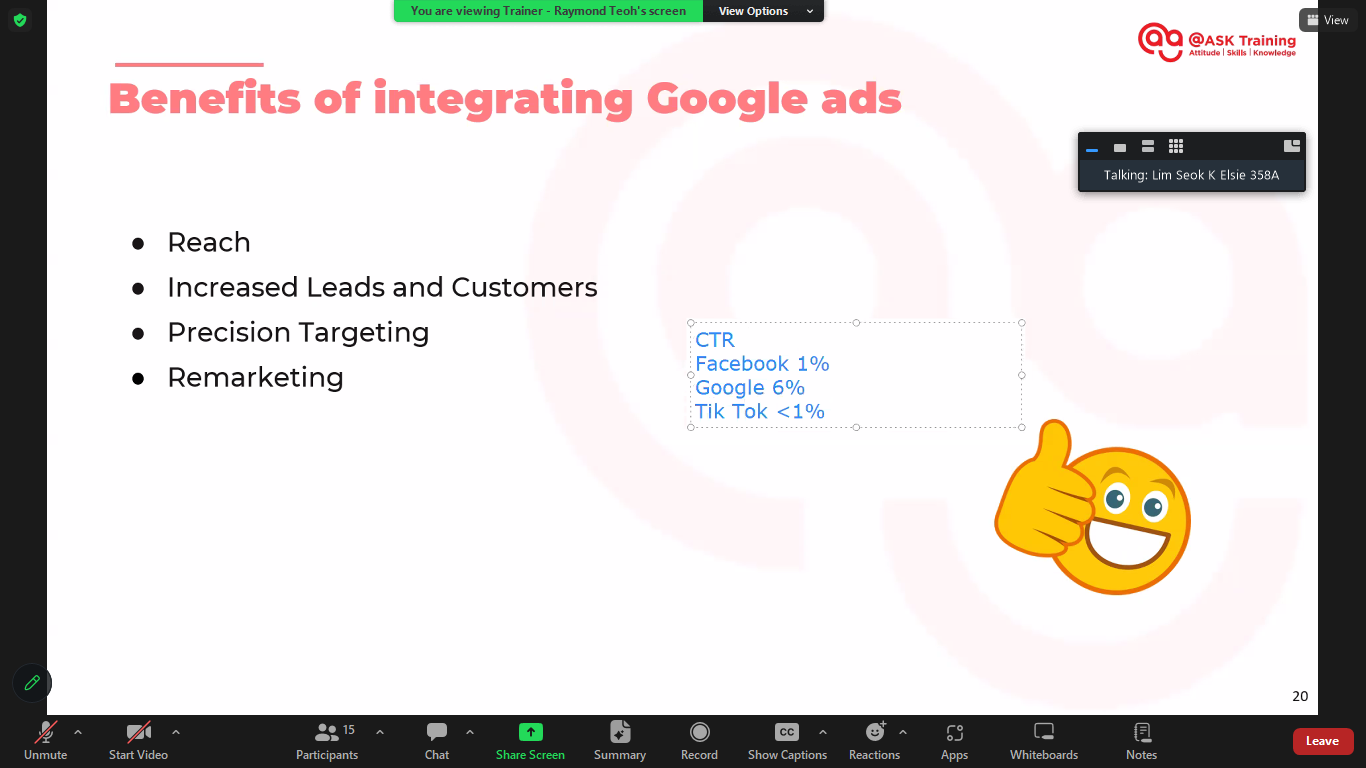 You are viewing Trainer - Raymond Teoh's screen
View Options
View
@ASK Training
Attitude | Skills | Knowledge
Benefits of integrating Google ads
Talking: Lim Seok K Elsie 358A
● Reach
● Increased Leads and Customers
● Precision Targeting
● Remarketing
CTR
Facebook 1%
Google 6%
Tik Tok <1%
20
Unmute
Start Video
Participants 15
Chat
Share Screen
Summary
Record
CC
Show Captions
Reactions
Apps
Whiteboards
Notes
Leave